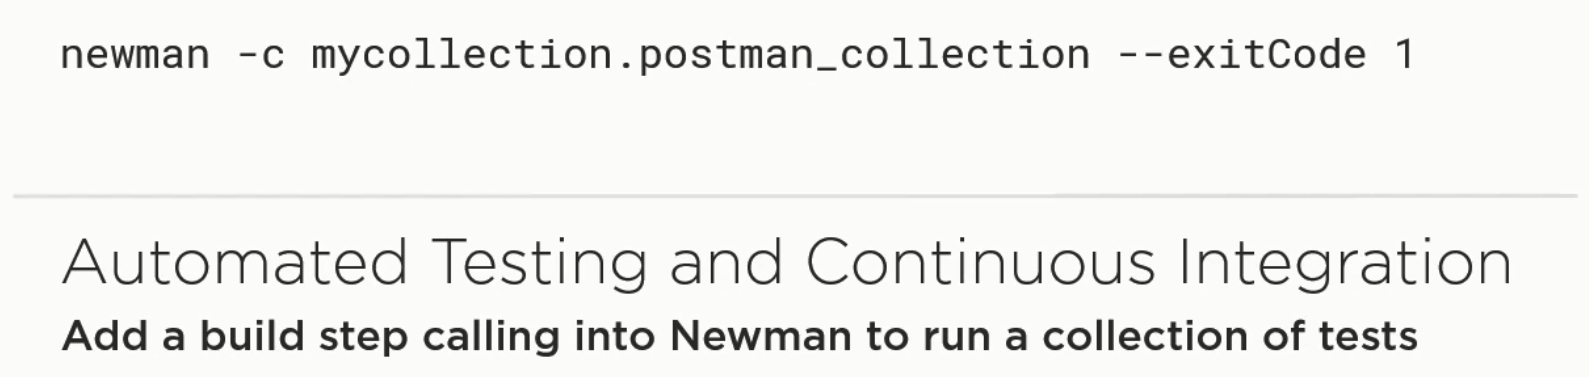 newman -c mycollection.postman_collection --exitCode 1
Automated Testing and Continuous Integration
Add a build step calling into Newman to run a collection of tests